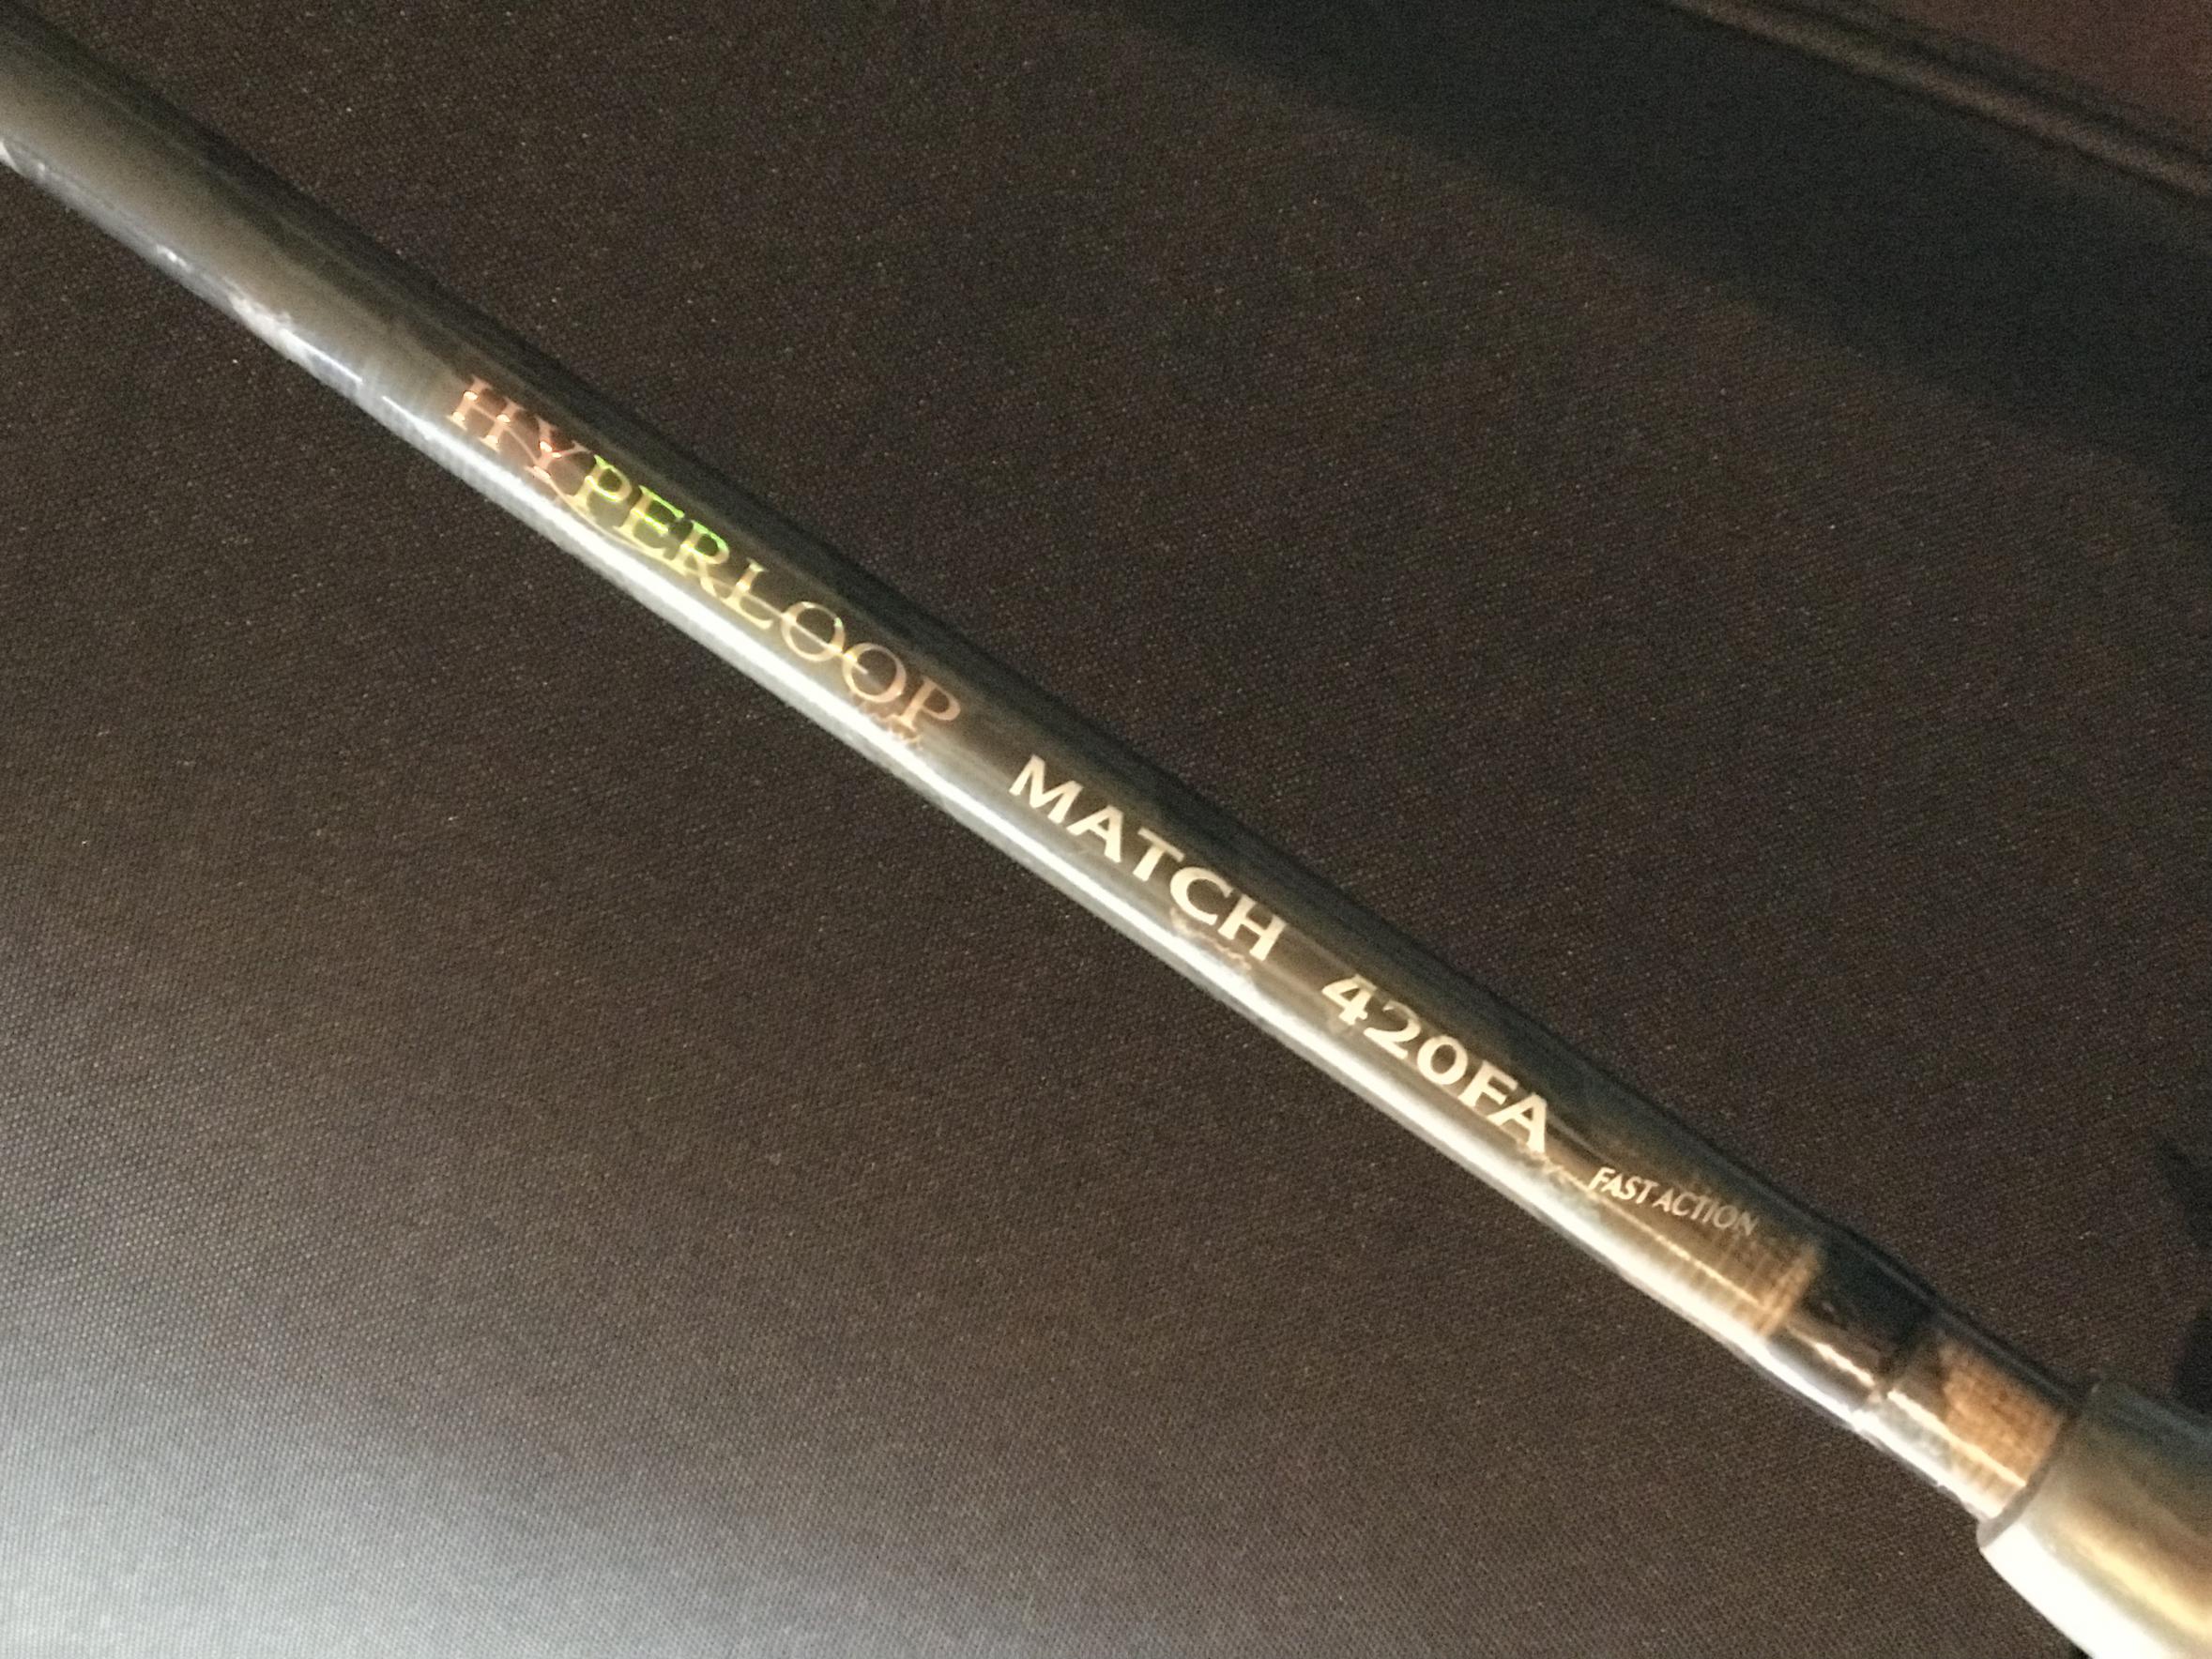 HYPERLOOP MATCH 420FA FAST ACTION